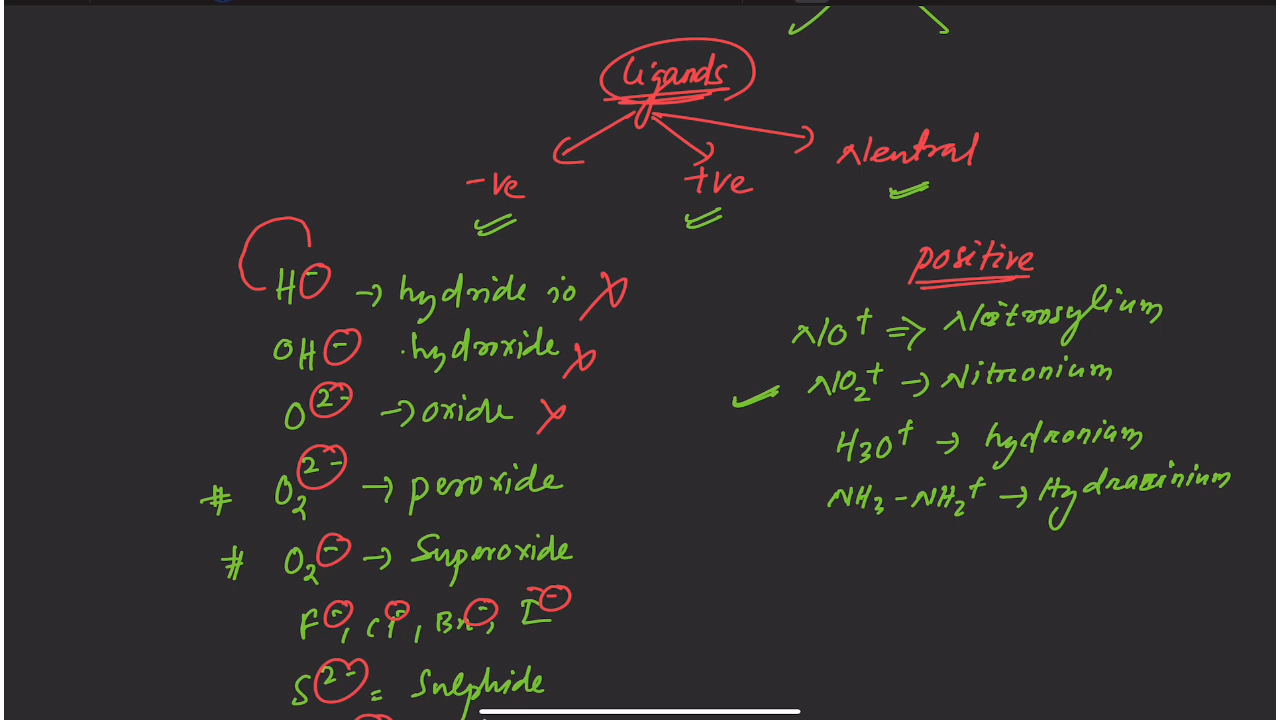 Ligands
-ve
+ve
Neutral
H⁻ → hydride io
OH⁻ hydroxide
O²⁻ → oxide
# O₂²⁻ → peroxide
# O₂⁻ → Superoxide
F⁻, Cl⁻, Br⁻, I⁻
S²⁻ = Sulphide
positive
NO⁺ ⇒ Nitrosylium
NO₂⁺ → Nitronium
H3O⁺ → hydronium
NH₃-NH₂⁺ → Hydrazinium